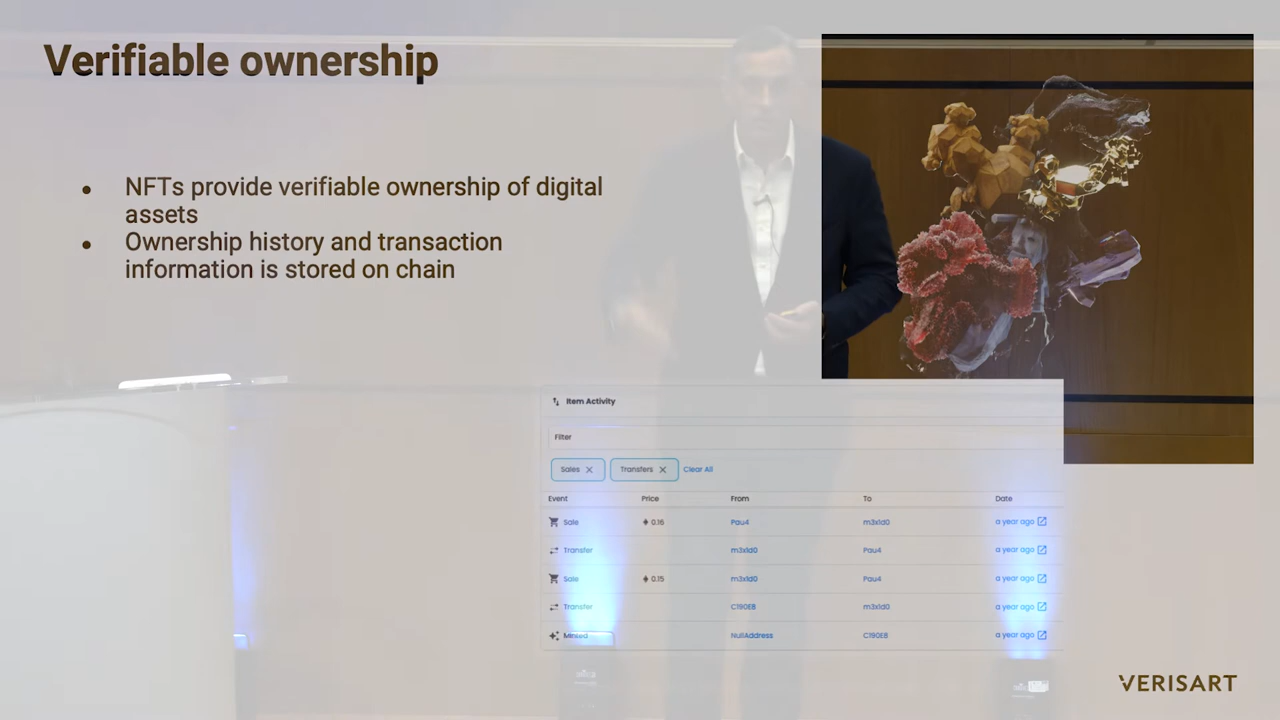 Verifiable ownership
● NFTs provide verifiable ownership of digital
assets
● Ownership history and transaction
information is stored on chain
Item Activity
Filter
Sales Transfers Clear All
Event Price From To Date
Sale 0.16 Pau4 m3xld0 a year ago
Transfer m3xld0 Pau4 a year ago
Sale 0.15 m3xld0 Pau4 a year ago
Transfer C190E8 m3xld0 a year ago
Minted NullAddress C190E8 a year ago
VERISART